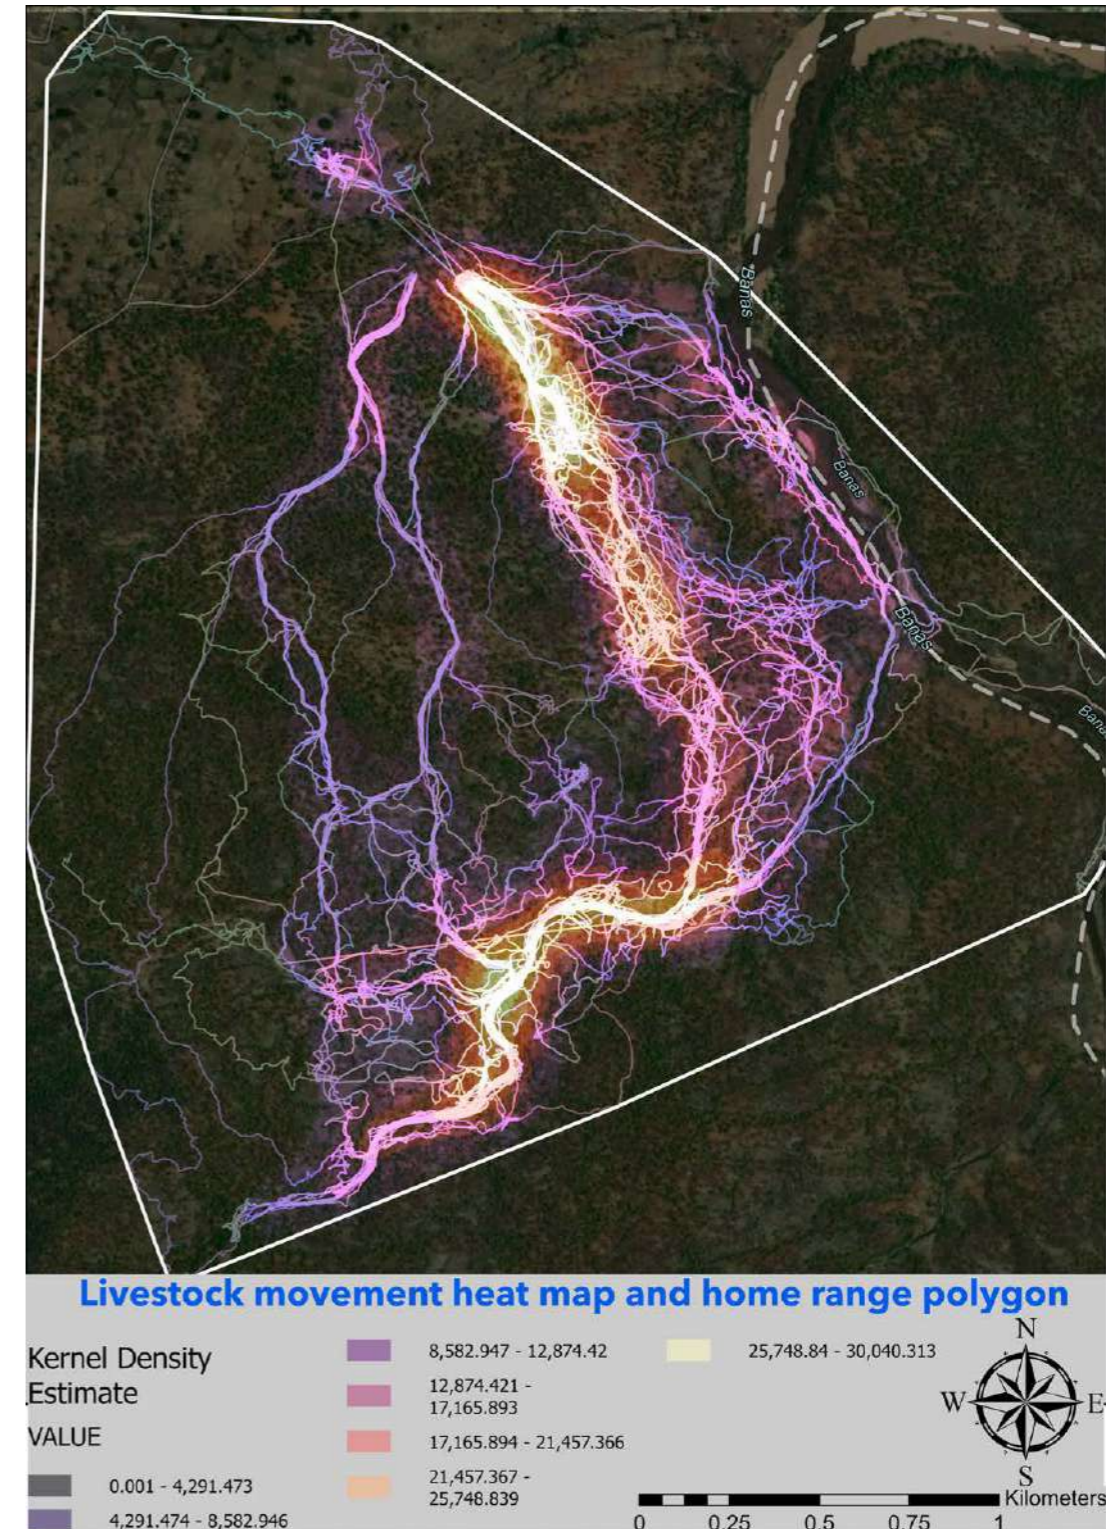 Banas
Banas
Banas
Bana
Livestock movement heat map and home range polygon
Kernel Density
Estimate
VALUE
0.001 - 4,291.473
4,291.474 - 8,582.946
8,582.947 - 12,874.42
12,874.421 -
17,165.893
17,165.894 - 21,457.366
21,457.367 -
25,748.839
25,748.84 - 30,040.313
N
W
E
S
Kilometers
0 0.25 0.5 0.75 1